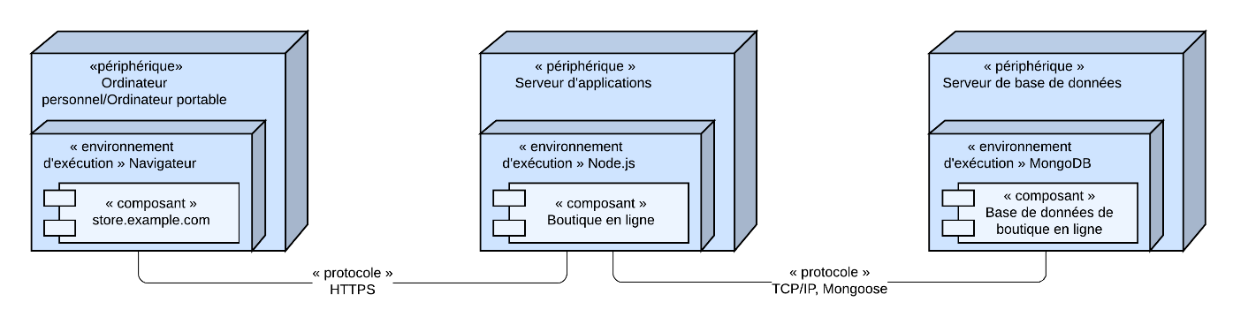 «périphérique»
Ordinateur
personnel/Ordinateur portable
« environnement
d'exécution » Navigateur
« composant »
store.example.com
« périphérique »
Serveur d'applications
« environnement
d'exécution » Node.js
« composant »
Boutique en ligne
« périphérique »
Serveur de base de données
« environnement
d'exécution » MongoDB
« composant »
Base de données de
boutique en ligne
« protocole »
HTTPS
« protocole »
TCP/IP, Mongoose